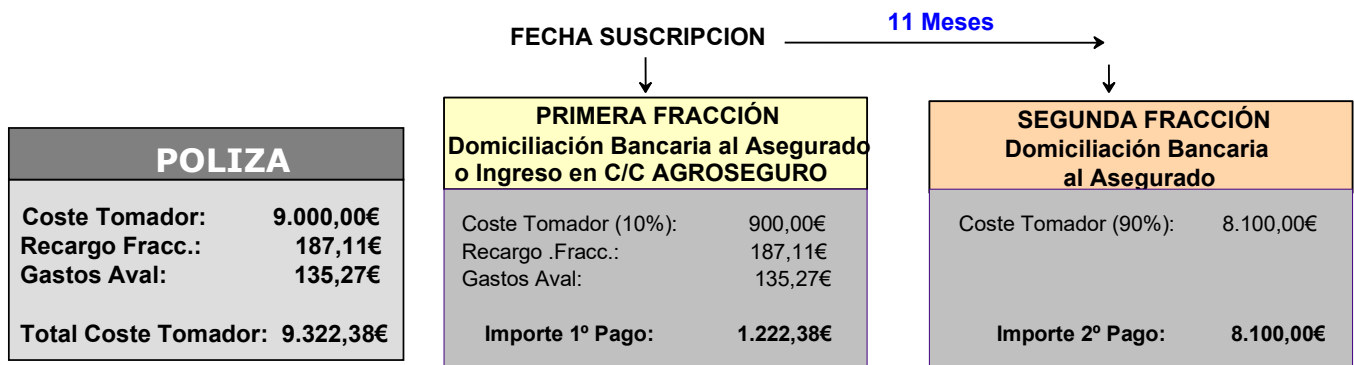 11 Meses
FECHA SUSCRIPCION
POLIZA
Coste Tomador: 9.000,00€
Recargo Fracc.: 187,11€
Gastos Aval: 135,27€
Total Coste Tomador: 9.322,38€
PRIMERA FRACCIÓN
Domiciliación Bancaria al Asegurado
o Ingreso en C/C AGROSEGURO
Coste Tomador (10%): 900,00€
Recargo .Fracc.: 187,11€
Gastos Aval: 135,27€
Importe 1º Pago: 1.222,38€
SEGUNDA FRACCIÓN
Domiciliación Bancaria
al Asegurado
Coste Tomador (90%): 8.100,00€
Importe 2º Pago: 8.100,00€